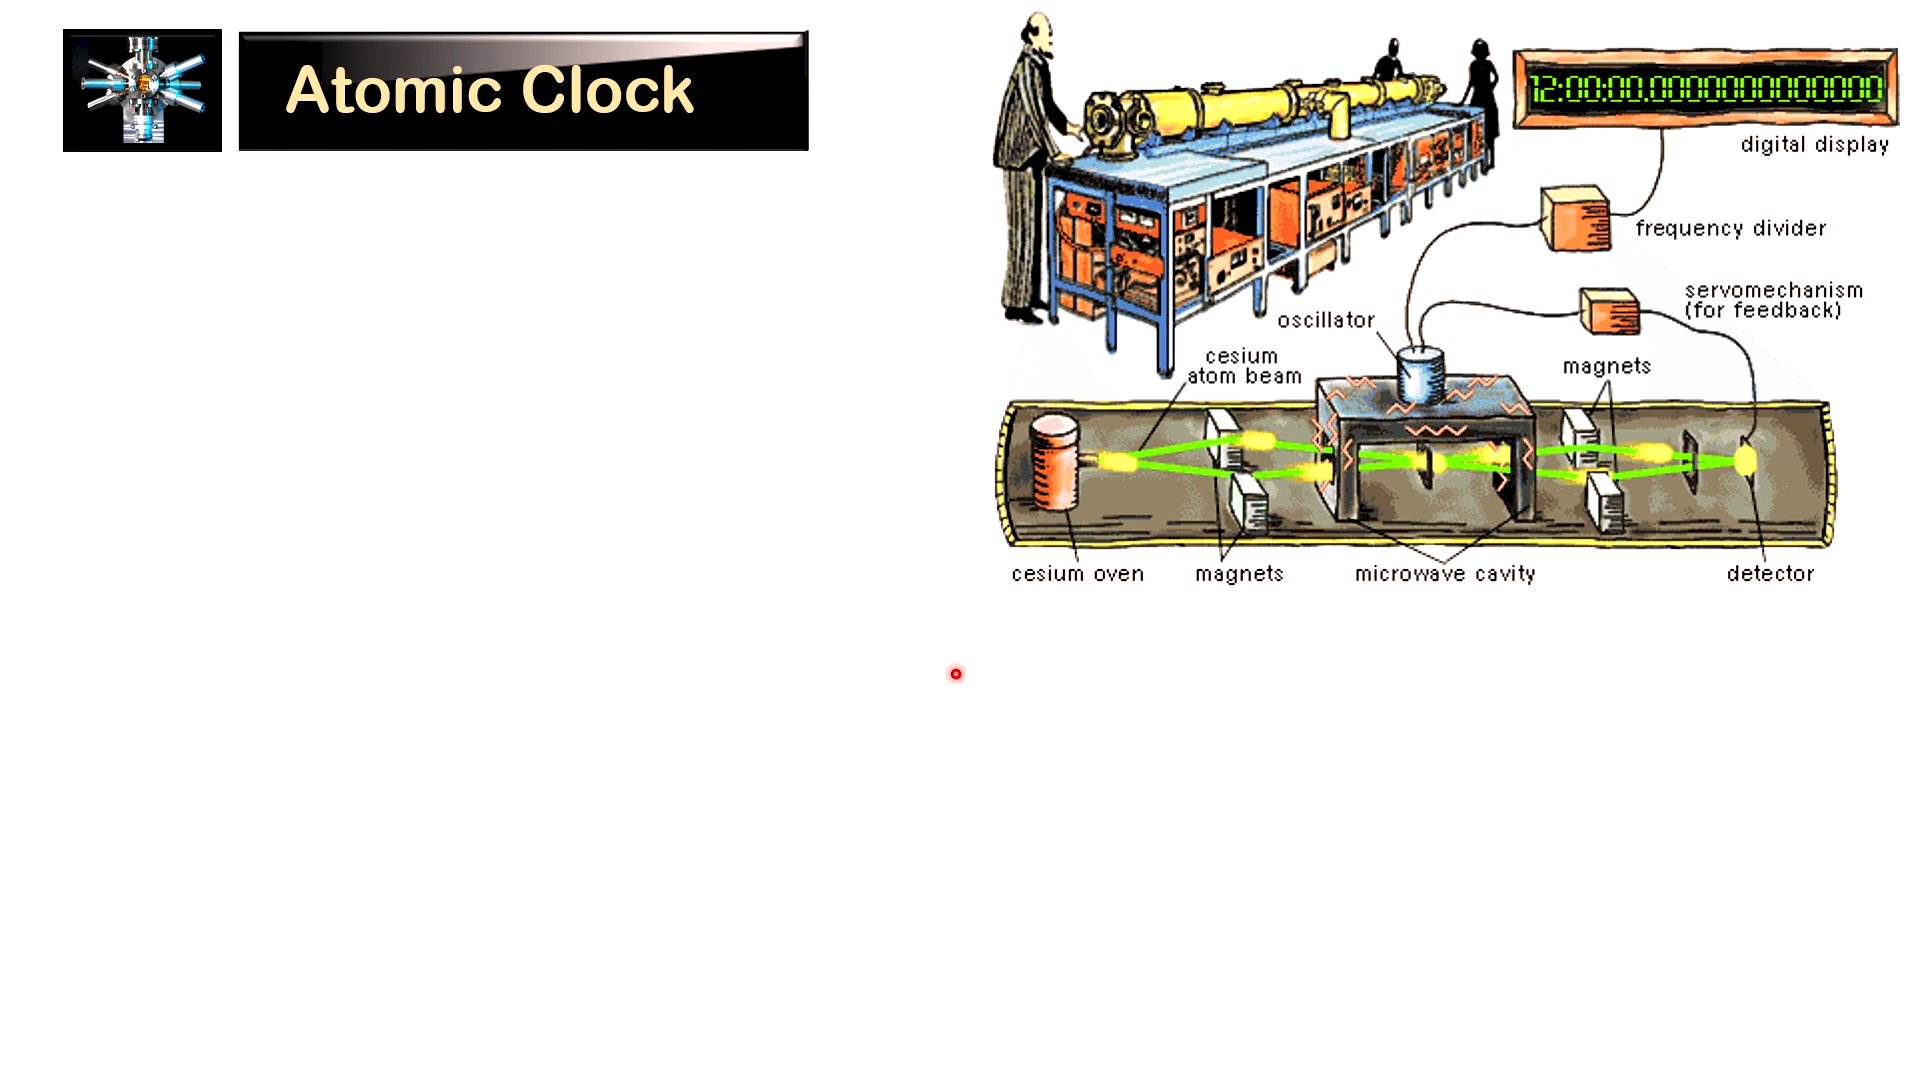 Atomic Clock
12:00:00.0000000000000
digital display
frequency divider
servomechanism
(for feedback)
oscillator
cesium
atom beam
magnets
cesium oven
magnets
microwave cavity
detector